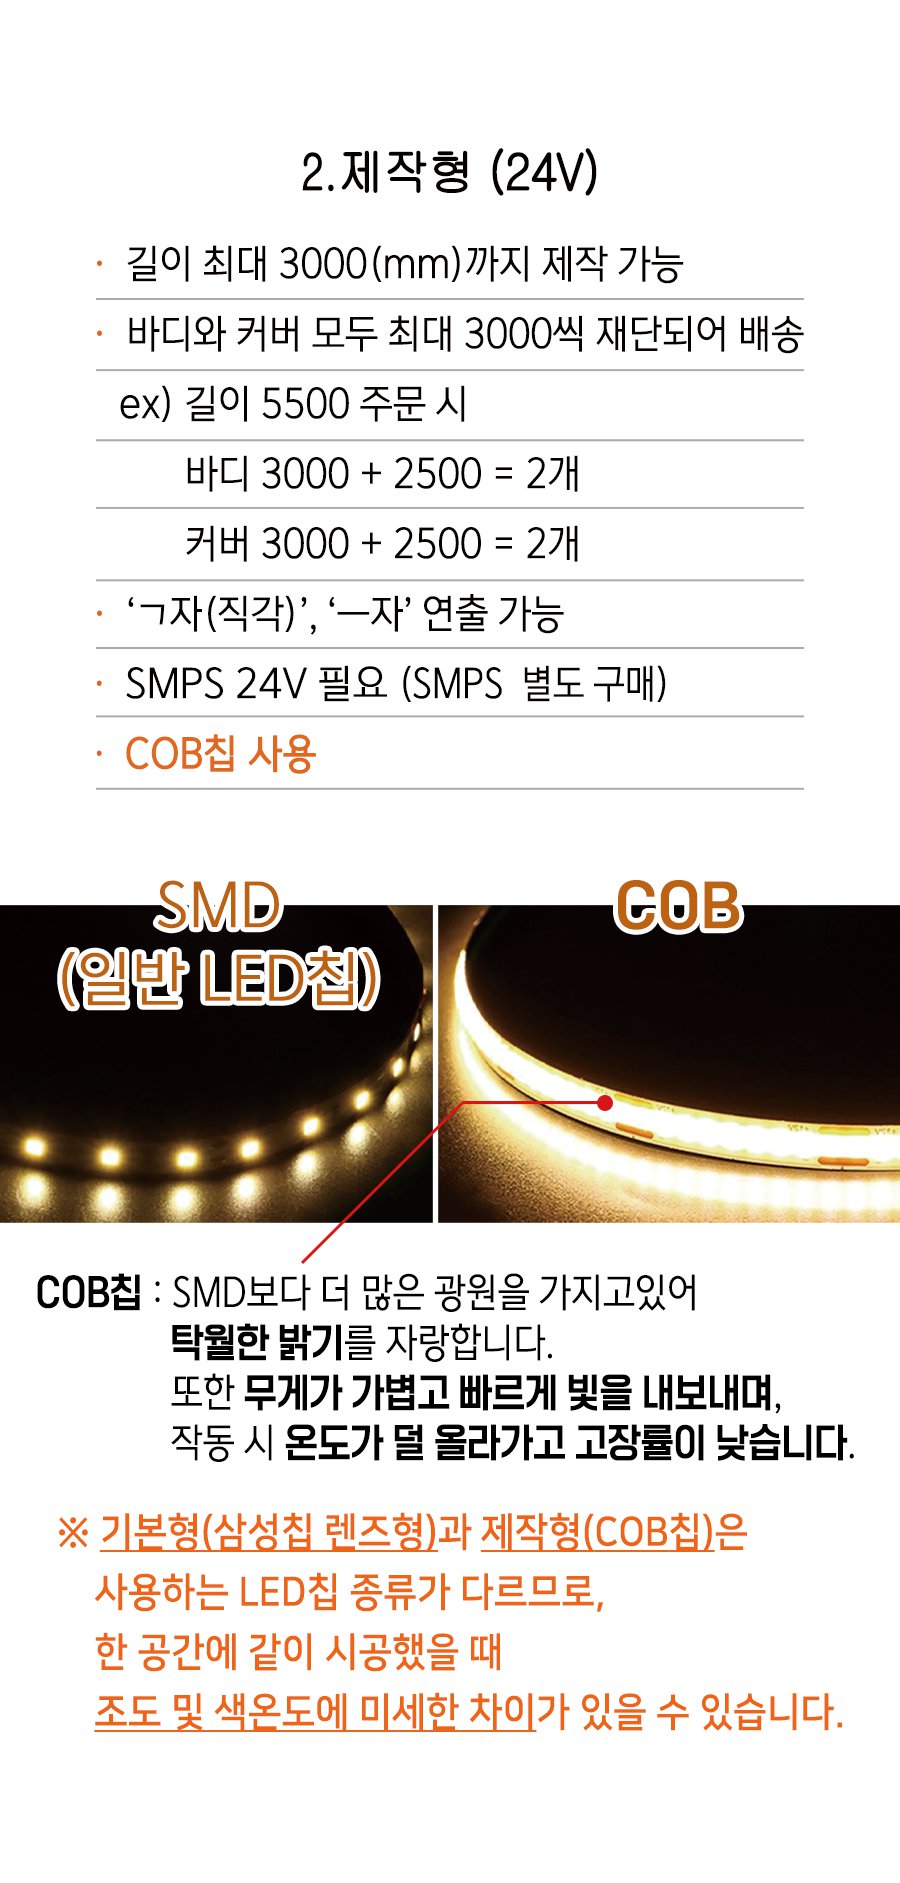 2.제작형 (24V)
· 길이 최대 3000(mm)까지 제작 가능
· 바디와 커버 모두 최대 3000씩 재단되어 배송
ex) 길이 5500 주문 시
바디 3000 + 2500 = 2개
커버 3000 + 2500 = 2개
· ‘ㄱ자(직각)’, ‘ㅡ자’ 연출 가능
· SMPS 24V 필요 (SMPS 별도 구매)
· COB칩 사용
SMD
(일반 LED칩)
COB
COB칩 : SMD보다 더 많은 광원을 가지고있어
탁월한 밝기를 자랑합니다.
또한 무게가 가볍고 빠르게 빛을 내보내며,
작동 시 온도가 덜 올라가고 고장률이 낮습니다.
※ 기본형(삼성칩 렌즈형)과 제작형(COB칩)은
사용하는 LED칩 종류가 다르므로,
한 공간에 같이 시공했을 때
조도 및 색온도에 미세한 차이가 있을 수 있습니다.